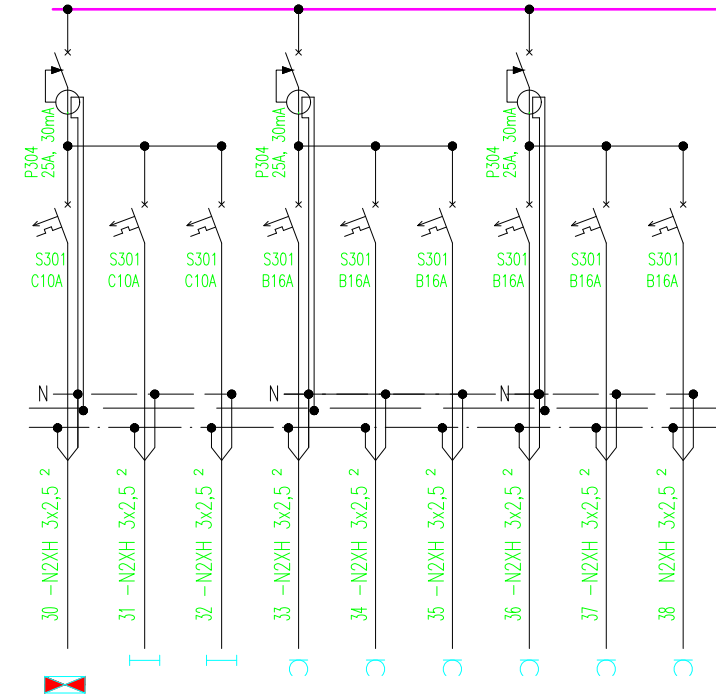 P304
25A, 30mA
P304
25A, 30mA
P304
25A, 30mA
S301
C10A
S301
C10A
S301
C10A
S301
B16A
S301
B16A
S301
B16A
S301
B16A
S301
B16A
S301
B16A
N
N
N
30 -N2XH 3x2,5 ²
31 -N2XH 3x2,5 ²
32 -N2XH 3x2,5 ²
33 -N2XH 3x2,5 ²
34 -N2XH 3x2,5 ²
35 -N2XH 3x2,5 ²
36 -N2XH 3x2,5 ²
37 -N2XH 3x2,5 ²
38 N2XH 3x2,5 ²